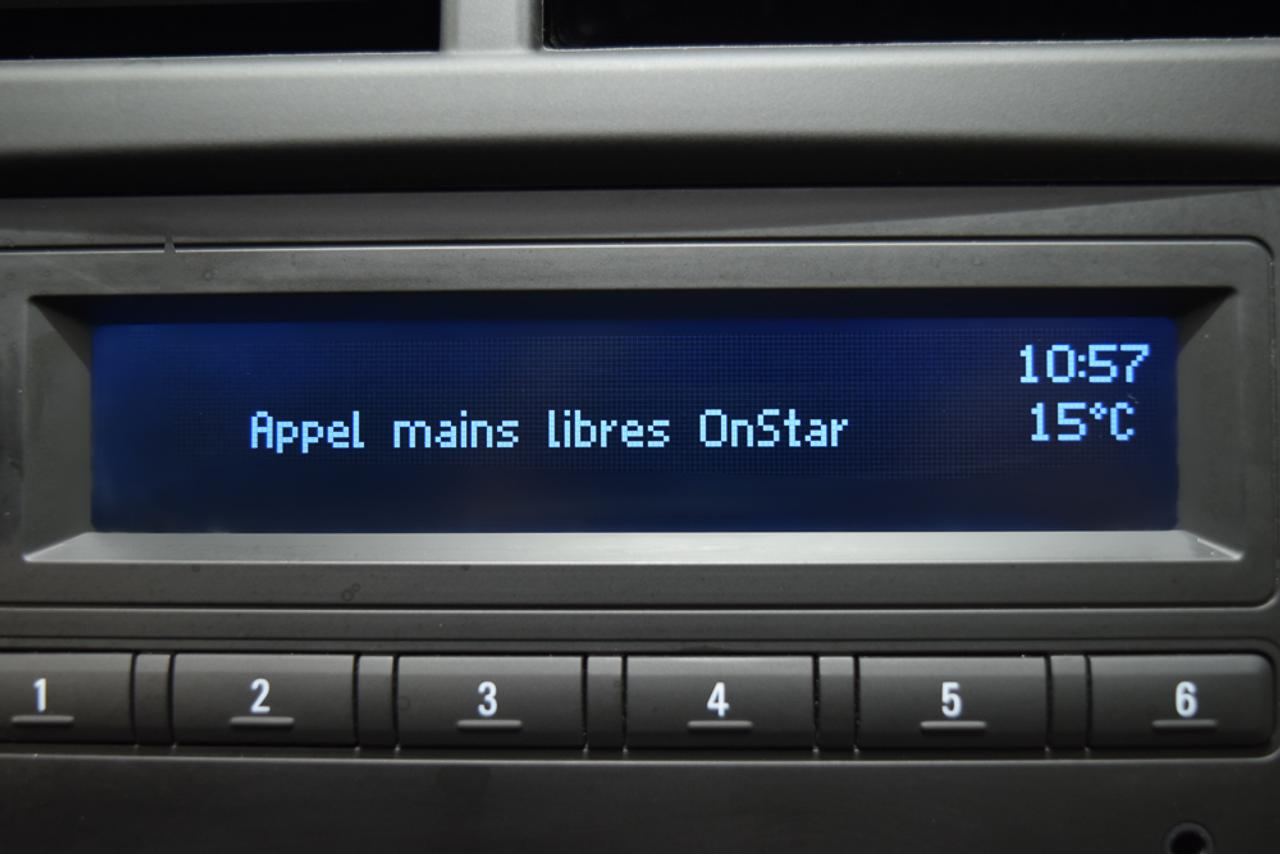 10:57
Appel mains libres OnStar
15°C
1 2 3 4 5 6